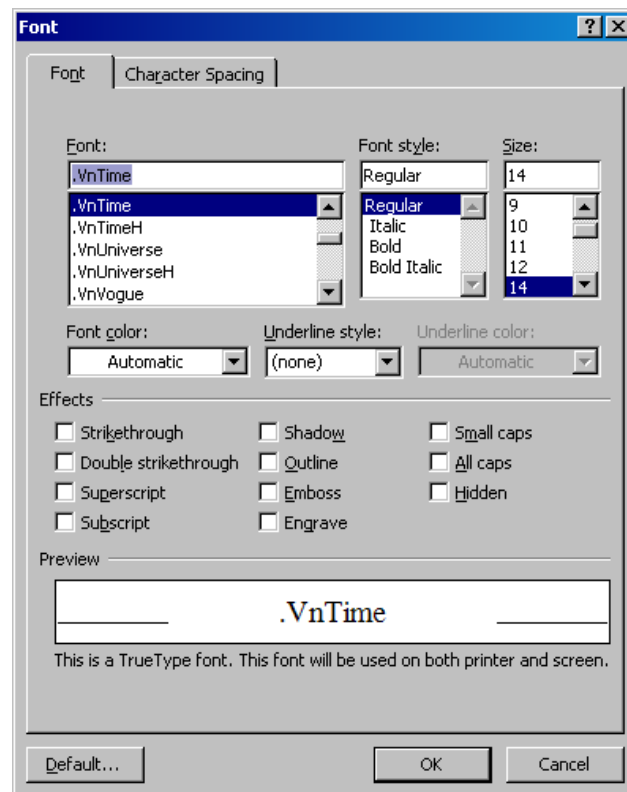 Font
Font Character Spacing
Font: Font style: Size:
.VnTime Regular 14
.VnTime Regular 9
.VnTimeH Italic 10
.VnUniverse Bold 11
.VnUniverseH Bold Italic 12
.VnVogue 14
Font color: Underline style: Underline color:
Automatic (none) Automatic
Effects
Strikethrough Shadow Small caps
Double strikethrough Outline All caps
Superscript Emboss Hidden
Subscript Engrave
Preview
.VnTime
This is a TrueType font. This font will be used on both printer and screen.
Default... OK Cancel